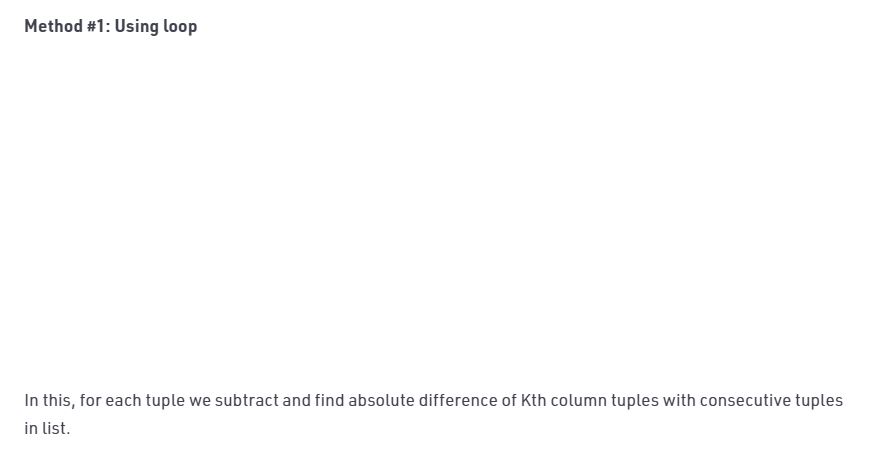 Method #1: Using loop
In this, for each tuple we subtract and find absolute difference of Kth column tuples with consecutive tuples
in list.